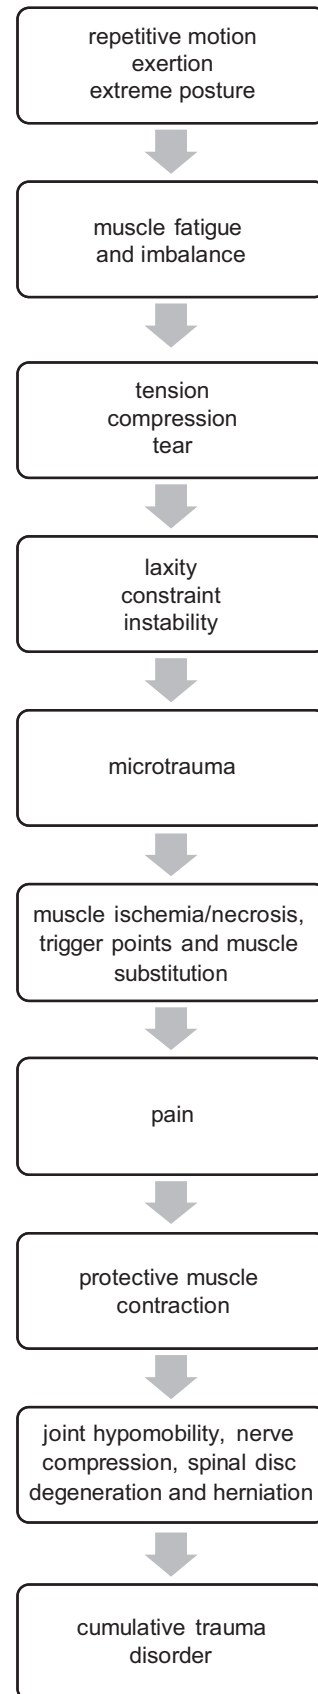 repetitive motion
exertion
extreme posture
muscle fatigue
and imbalance
tension
compression
tear
laxity
constraint
instability
microtrauma
muscle ischemia/necrosis,
trigger points and muscle
substitution
pain
protective muscle
contraction
joint hypomobility, nerve
compression, spinal disc
degeneration and herniation
cumulative trauma
disorder